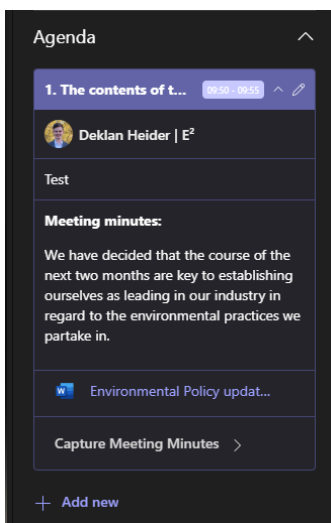 Agenda
1. The contents of t... 09:50 - 09:55
Deklan Heider | E²
Test
Meeting minutes:
We have decided that the course of the
next two months are key to establishing
ourselves as leading in our industry in
regard to the environmental practices we
partake in.
Environmental Policy updat...
Capture Meeting Minutes
Add new